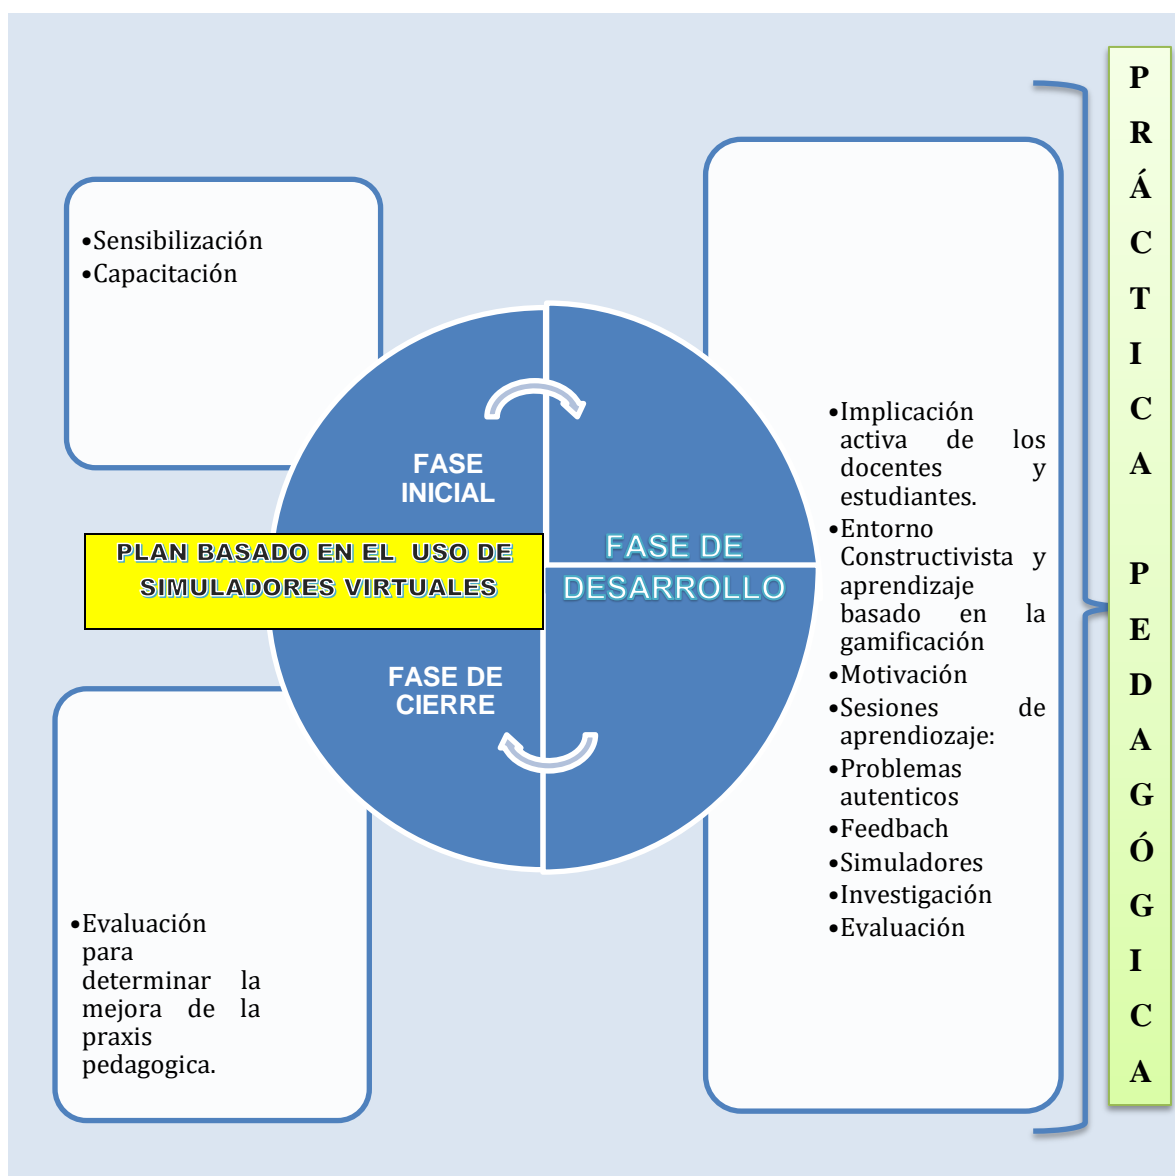 •Sensibilización
•Capacitación
FASE
INICIAL
PLAN BASADO EN EL USO DE
SIMULADORES VIRTUALES
FASE DE
DESARROLLO
FASE DE
CIERRE
•Evaluación
para
determinar la
mejora de la
praxis
pedagogica.
•Implicación
activa de los
docentes y
estudiantes.
•Entorno
Constructivista y
aprendizaje
basado en la
gamificación
•Motivación
•Sesiones de
aprendiozaje:
•Problemas
autenticos
•Feedbach
•Simuladores
•Investigación
•Evaluación
P
R
Á
C
T
I
C
A
P
E
D
A
G
Ó
G
I
C
A